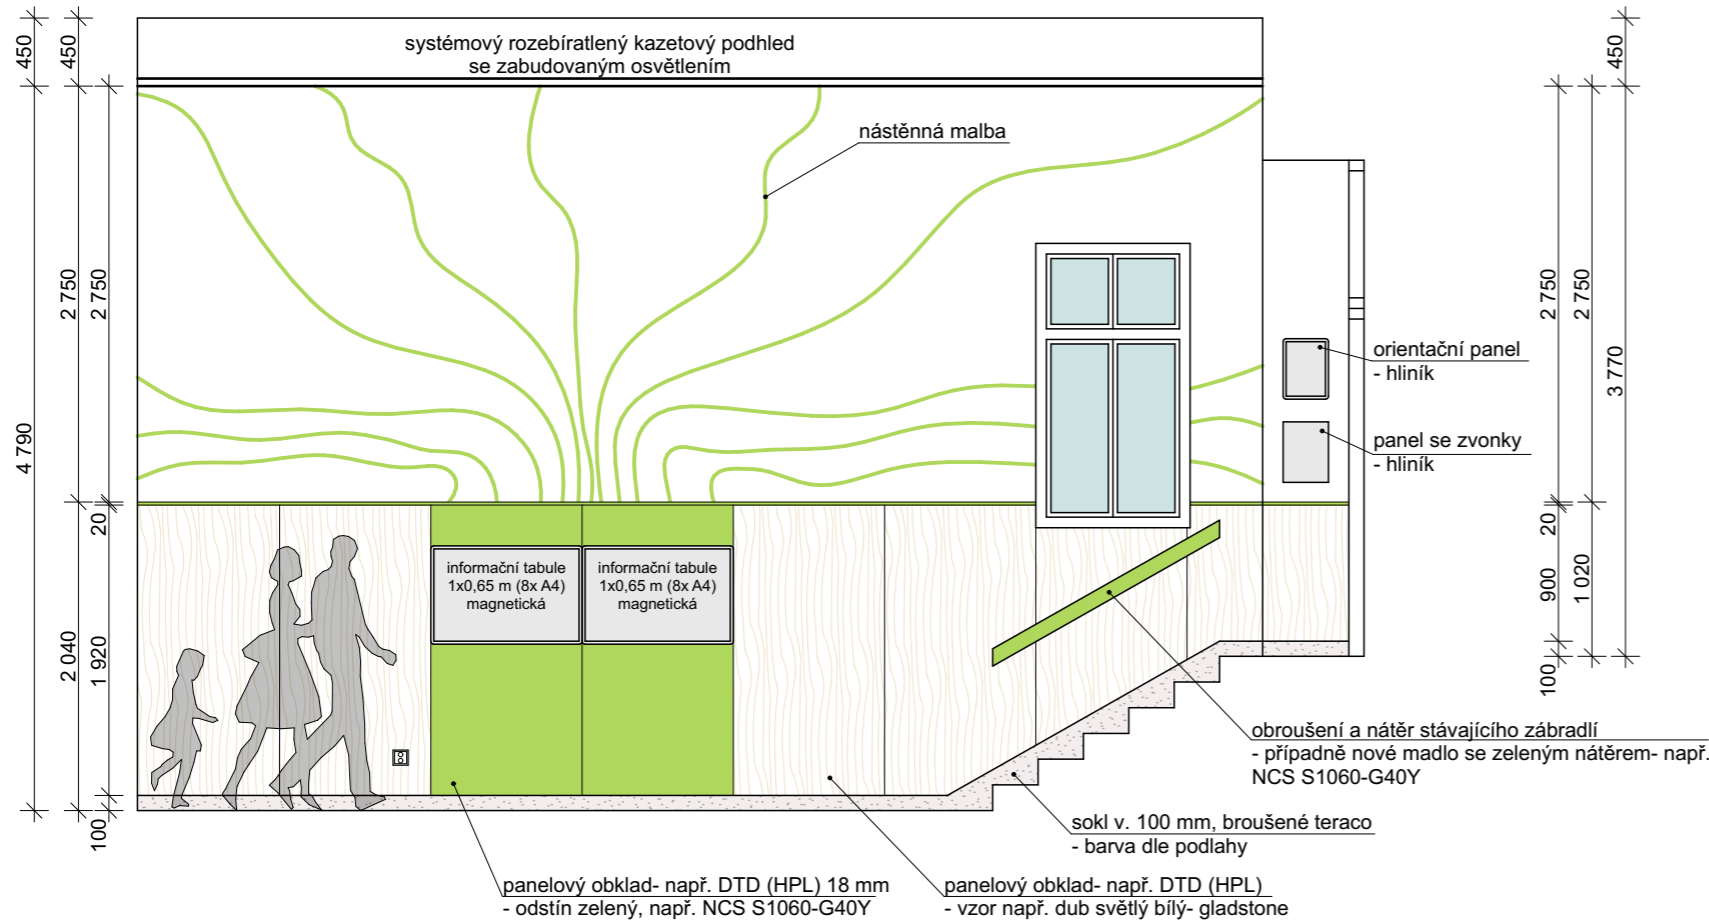 systémový rozebíratlený kazetový podhled
se zabudovaným osvětlením
nástěnná malba
orientační panel
- hliník
panel se zvonky
- hliník
informační tabule
1x0,65 m (8x A4)
magnetická
informační tabule
1x0,65 m (8x A4)
magnetická
obroušení a nátěr stávajícího zábradlí
- případně nové madlo se zeleným nátěrem- např.
NCS S1060-G40Y
sokl v. 100 mm, broušené teraco
- barva dle podlahy
panelový obklad- např. DTD (HPL) 18 mm
- odstín zelený, např. NCS S1060-G40Y
panelový obklad- např. DTD (HPL)
- vzor např. dub světlý bílý- gladstone
450
4 790
450
2 750
2 040
2 750
20
1 920
100
2 750
20
900
100
2 750
1 020
450
3 770